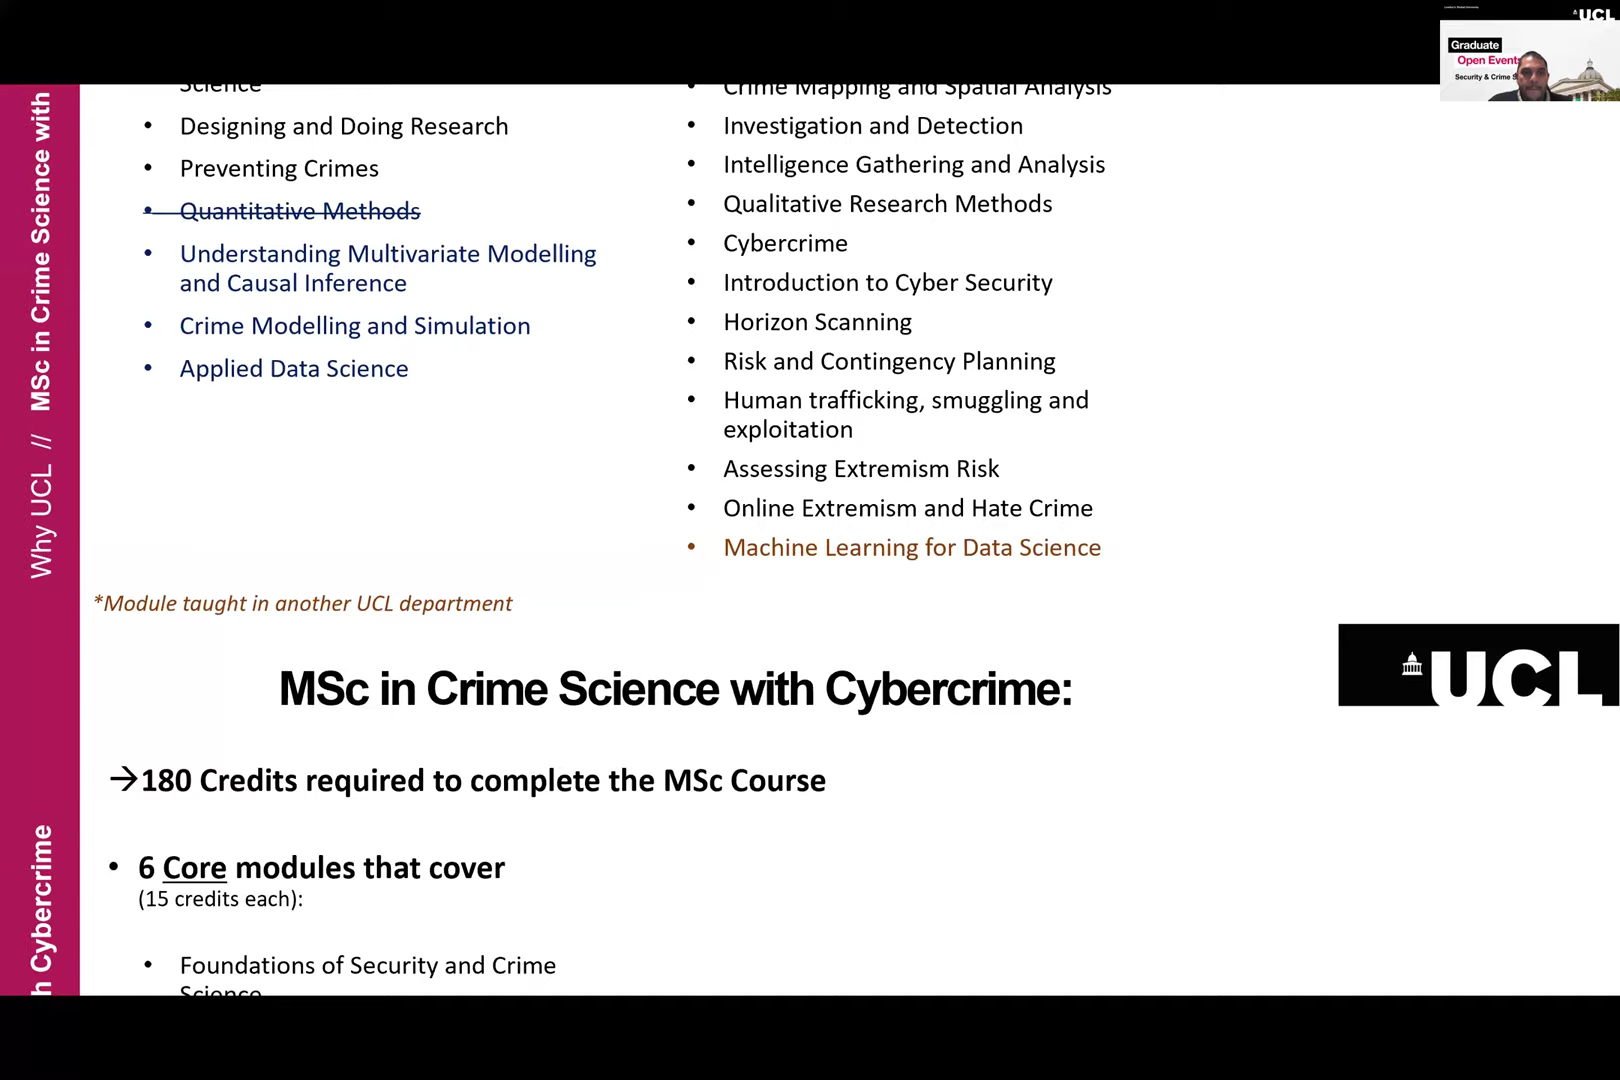 UCL
Graduate
Open Events
Security & Crime S
Why UCL // MSc in Crime Science with
Science
Designing and Doing Research
Preventing Crimes
Quantitative Methods
Understanding Multivariate Modelling
and Causal Inference
Crime Modelling and Simulation
Applied Data Science
Crime Mapping and Spatial Analysis
Investigation and Detection
Intelligence Gathering and Analysis
Qualitative Research Methods
Cybercrime
Introduction to Cyber Security
Horizon Scanning
Risk and Contingency Planning
Human trafficking, smuggling and
exploitation
Assessing Extremism Risk
Online Extremism and Hate Crime
Machine Learning for Data Science
*Module taught in another UCL department
UCL
MSc in Crime Science with Cybercrime:
→180 Credits required to complete the MSc Course
6 Core modules that cover
(15 credits each):
Foundations of Security and Crime
Science
h Cybercrime